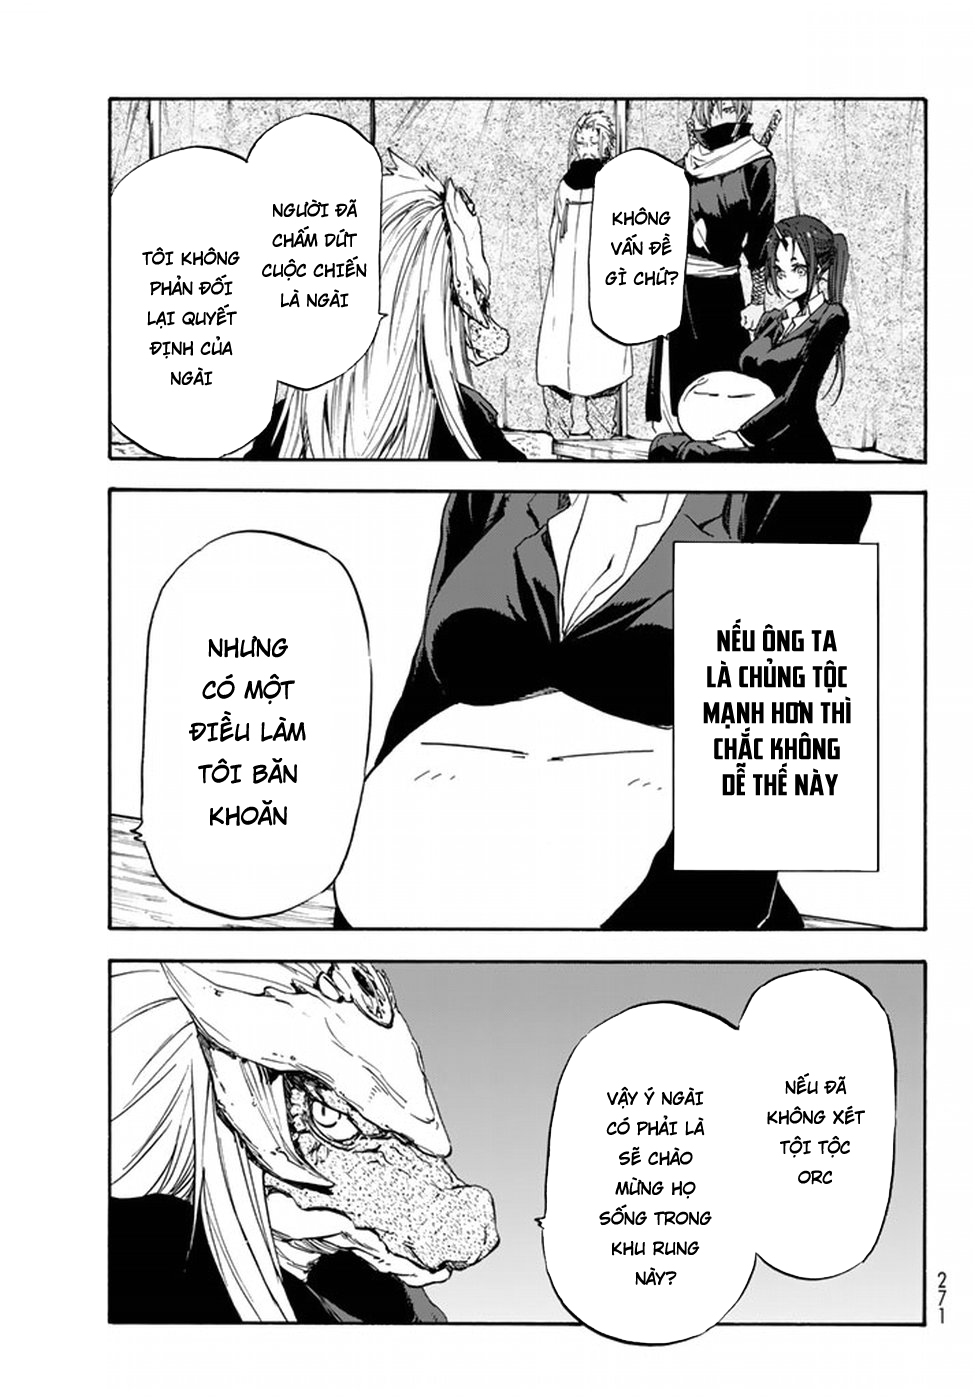 KHÔNG
VẤN ĐỀ
GÌ CHỨ?
NGƯỜI ĐÃ
CHẤM DỨT
CUỘC CHIẾN
LÀ NGÀI
TÔI KHÔNG
PHẢN ĐỐI
LẠI QUYẾT
ĐỊNH CỦA
NGÀI
NẾU ÔNG TA
LÀ CHỦNG TỘC
MẠNH HƠN THÌ
CHẮC KHÔNG
DỄ THẾ NÀY
NHƯNG
CÓ MỘT
ĐIỀU LÀM
TÔI BĂN
KHOĂN
NẾU ĐÃ
KHÔNG XÉT
TỘI TỘC
ORC
VẬY Ý NGÀI
CÓ PHẢI LÀ
SẼ CHÀO
MỪNG HỌ
SỐNG TRONG
KHU RUNG
NÀY?
271